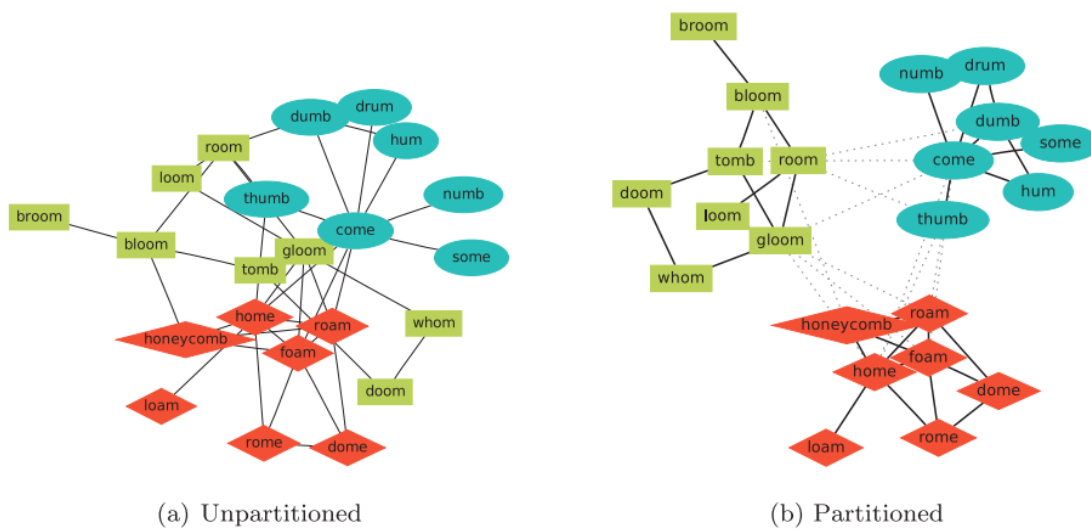 drum
dumb
hum
room
loom
thumb
numb
broom
come
bloom
gloom
some
tomb
home
roam
whom
honeycomb
foam
doom
loam
rome
dome
(a) Unpartitioned
broom
drum
numb
bloom
dumb
some
tomb
room
come
doom
hum
loom
thumb
gloom
whom
roam
honeycomb
foam
home
dome
rome
loam
(b) Partitioned